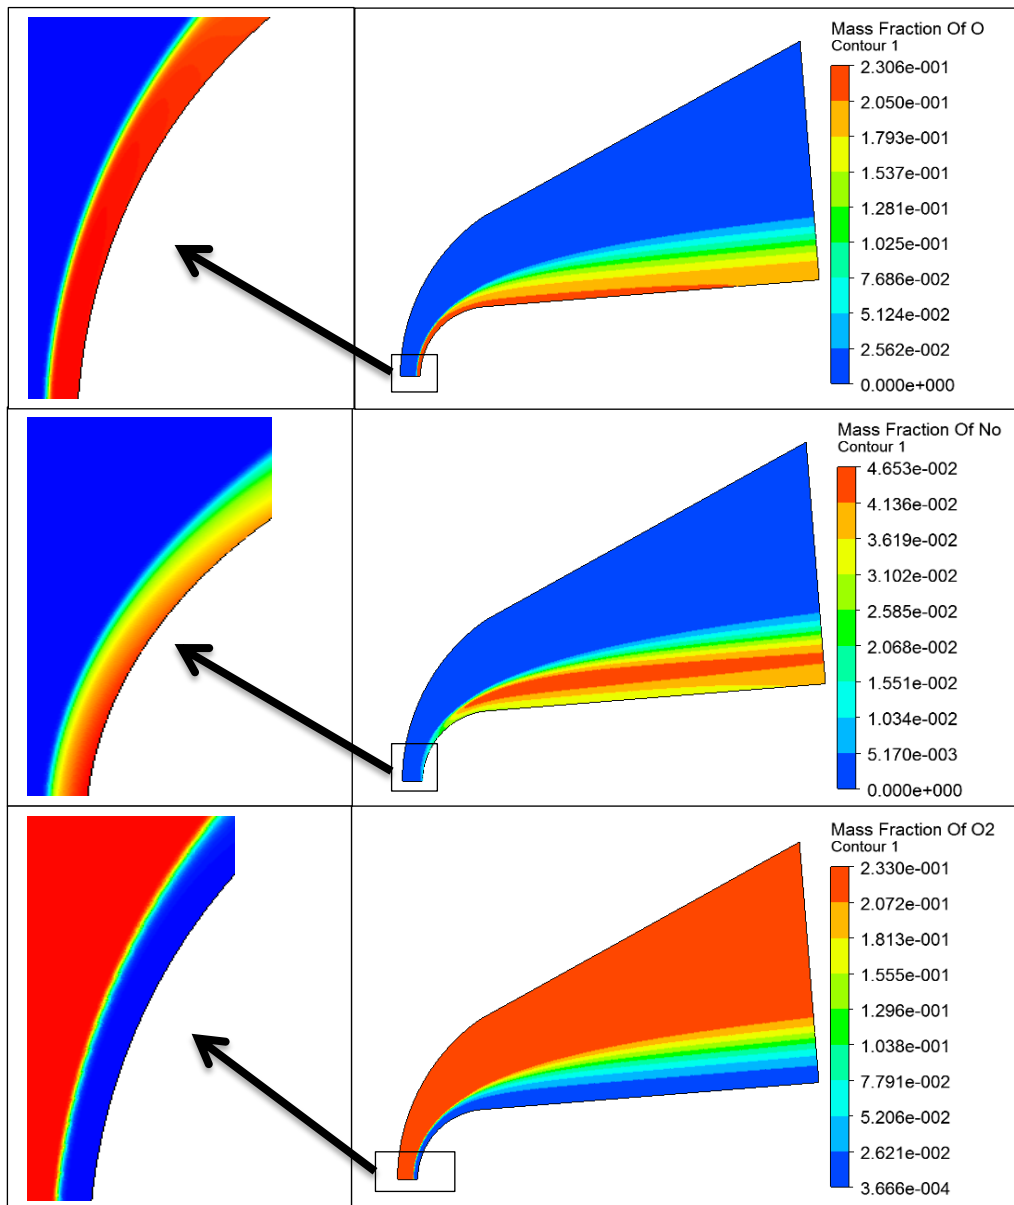 Mass Fraction Of O
Contour 1
2.306e-001
2.050e-001
1.793e-001
1.537e-001
1.281e-001
1.025e-001
7.686e-002
5.124e-002
2.562e-002
0.000e+000
Mass Fraction Of No
Contour 1
4.653e-002
4.136e-002
3.619e-002
3.102e-002
2.585e-002
2.068e-002
1.551e-002
1.034e-002
5.170e-003
0.000e+000
Mass Fraction Of O2
Contour 1
2.330e-001
2.072e-001
1.813e-001
1.555e-001
1.296e-001
1.038e-001
7.791e-002
5.206e-002
2.621e-002
3.666e-004